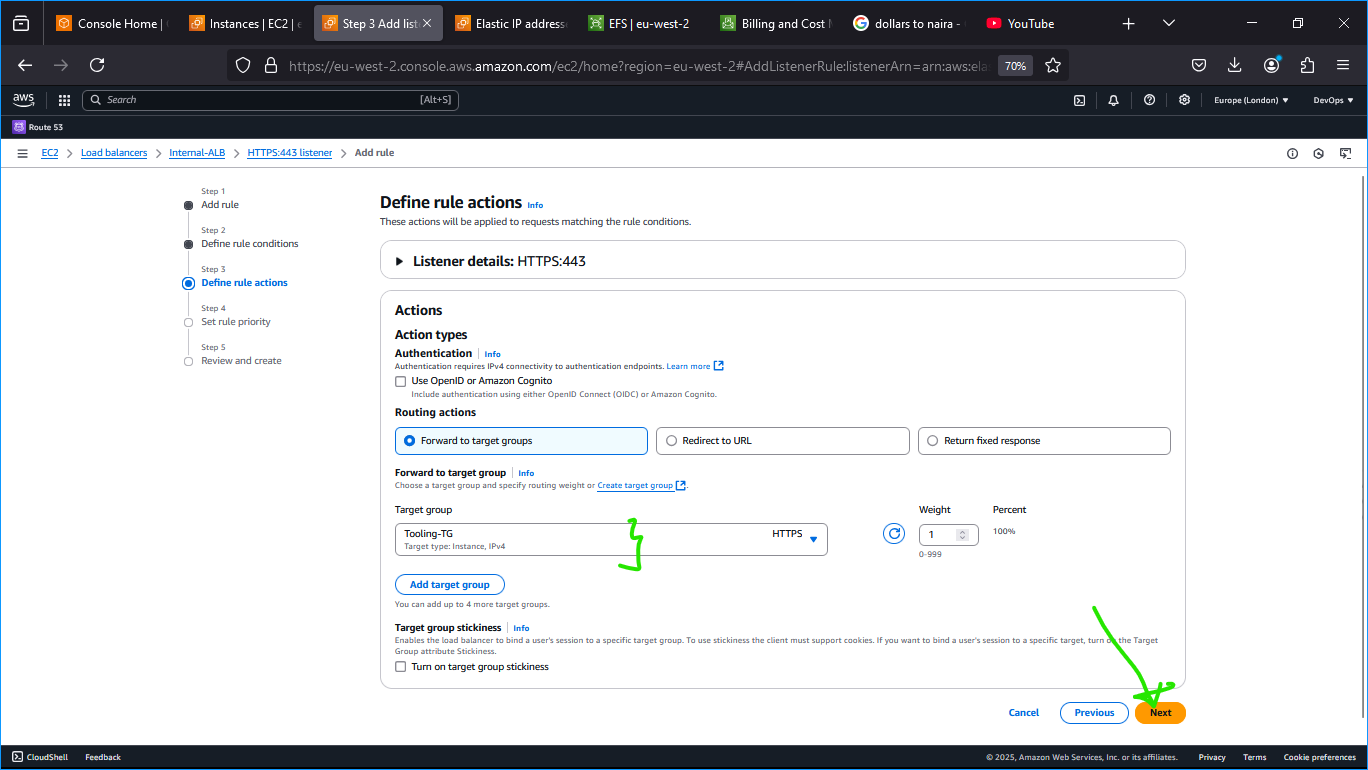 Console Home |
Instances | EC2 | e
Step 3 Add list
Elastic IP address
EFS | eu-west-2
Billing and Cost M
dollars to naira -
YouTube
https://eu-west-2.console.aws.amazon.com/ec2/home?region=eu-west-2#AddListenerRule:listenerArn=arn:aws:ela
70%
aws
Search
[Alt+S]
Europe (London)
DevOps
Route 53
EC2
Load balancers
Internal-ALB
HTTPS:443 listener
Add rule
Step 1
Add rule
Step 2
Define rule conditions
Step 3
Define rule actions
Step 4
Set rule priority
Step 5
Review and create
Define rule actions Info
These actions will be applied to requests matching the rule conditions.
Listener details: HTTPS:443
Actions
Action types
Authentication Info
Authentication requires IPv4 connectivity to authentication endpoints. Learn more
Use OpenID or Amazon Cognito
Include authentication using either OpenID Connect (OIDC) or Amazon Cognito.
Routing actions
Forward to target groups
Redirect to URL
Return fixed response
Forward to target group Info
Choose a target group and specify routing weight or Create target group.
Target group
Weight
Percent
Tooling-TG
Target type: Instance, IPv4
HTTPS
1
100%
0-999
Add target group
You can add up to 4 more target groups.
Target group stickiness Info
Enables the load balancer to bind a user's session to a specific target group. To use stickiness the client must support cookies. If you want to bind a user's session to a specific target, turn on the Target
Group attribute Stickiness.
Turn on target group stickiness
Cancel
Previous
Next
CloudShell
Feedback
© 2025, Amazon Web Services, Inc. or its affiliates.
Privacy
Terms
Cookie preferences